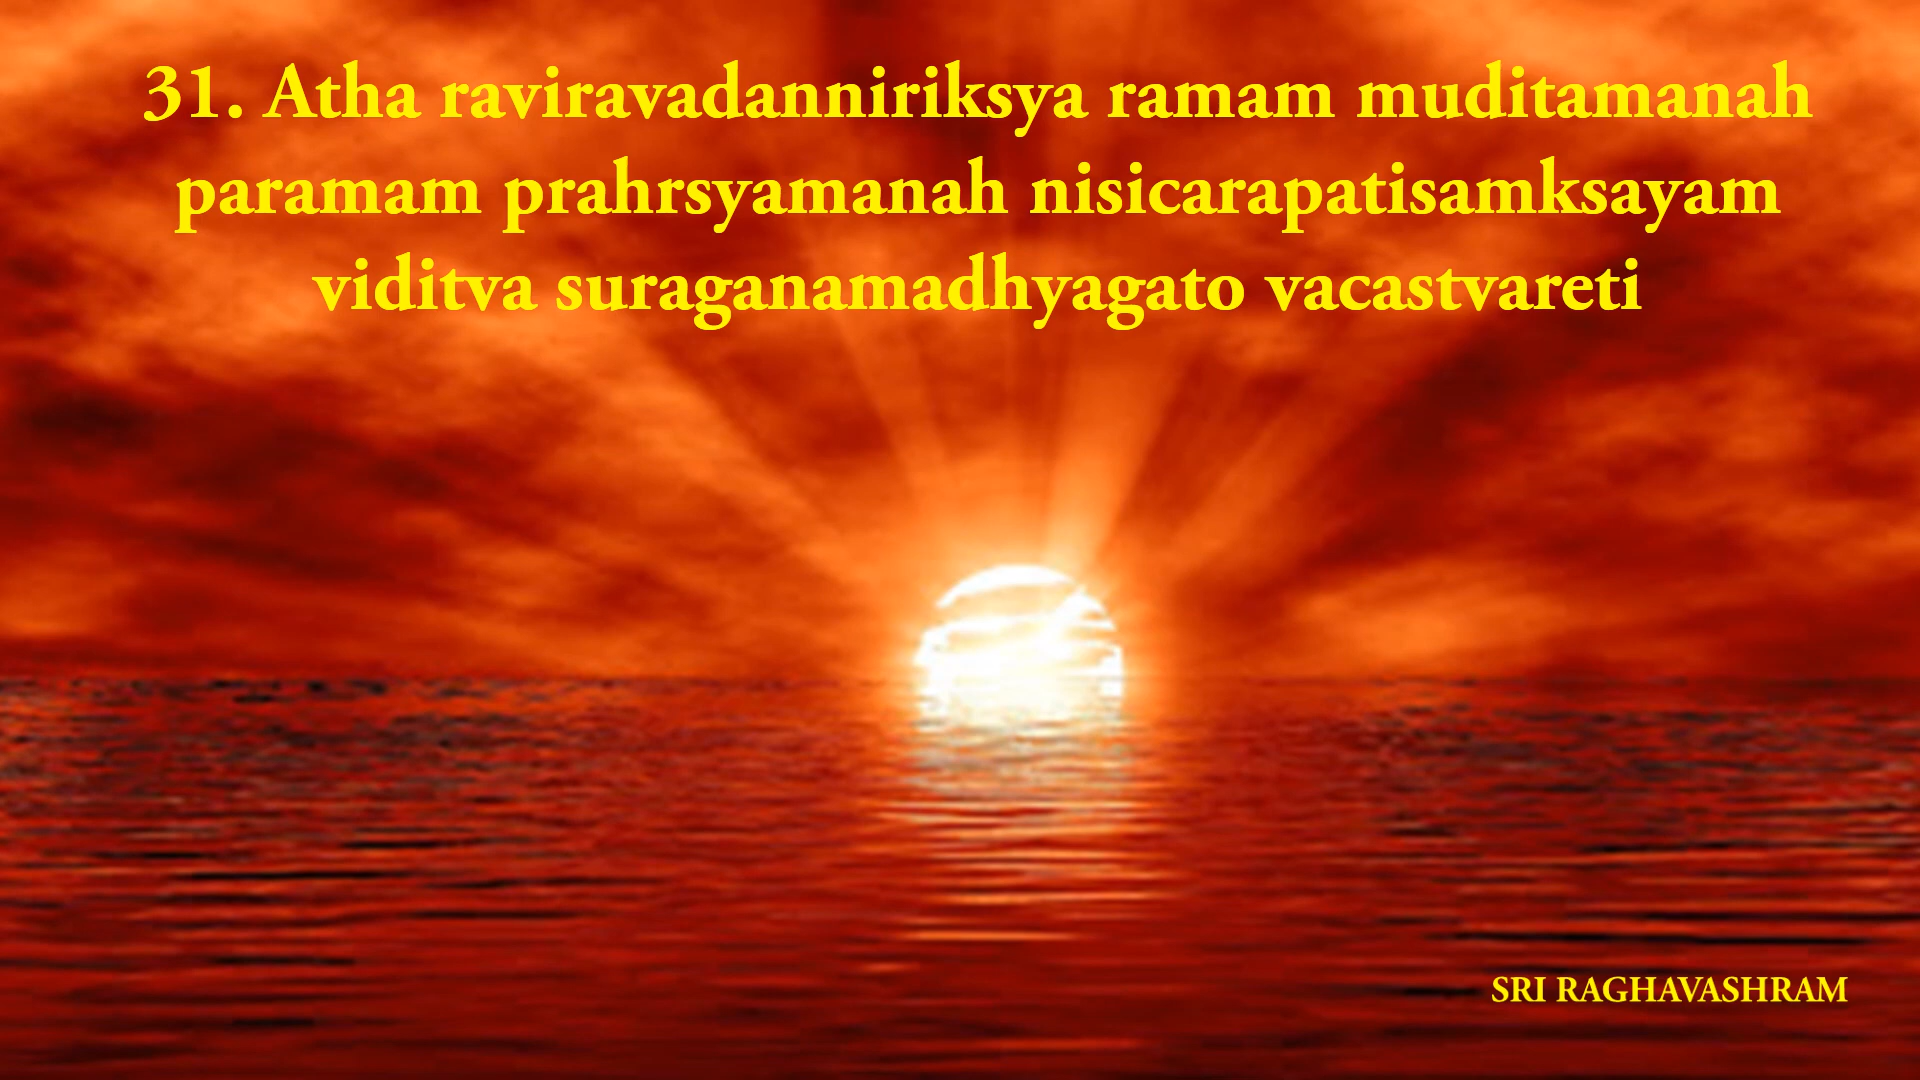 31. Atha raviravadanniriksya ramam muditamanah
paramam prahrsyamanah nisicarapatisamksayam
viditva suraganamadhyagato vacastvareti
SRI RAGHAVASHRAM